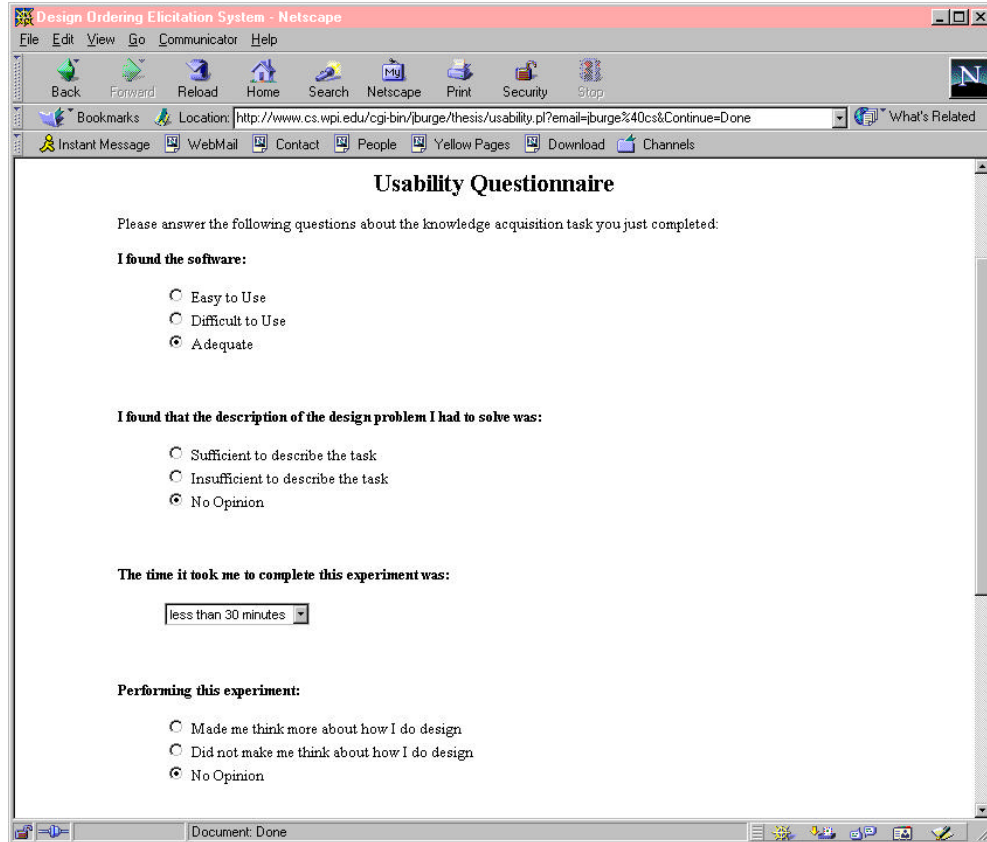 Design Ordering Elicitation System - Netscape
File Edit View Go Communicator Help
Back Forward Reload Home Search Netscape Print Security Stop
My
N
Bookmarks Location: http://www.cs.wpi.edu/cgi-bin/jburge/thesis/usability.pl?email=jburge%40cs&Continue=Done What's Related
Instant Message WebMail Contact People Yellow Pages Download Channels
Usability Questionnaire
Please answer the following questions about the knowledge acquisition task you just completed:
I found the software:
Easy to Use
Difficult to Use
Adequate
I found that the description of the design problem I had to solve was:
Sufficient to describe the task
Insufficient to describe the task
No Opinion
The time it took me to complete this experiment was:
less than 30 minutes
Performing this experiment:
Made me think more about how I do design
Did not make me think about how I do design
No Opinion
Document: Done